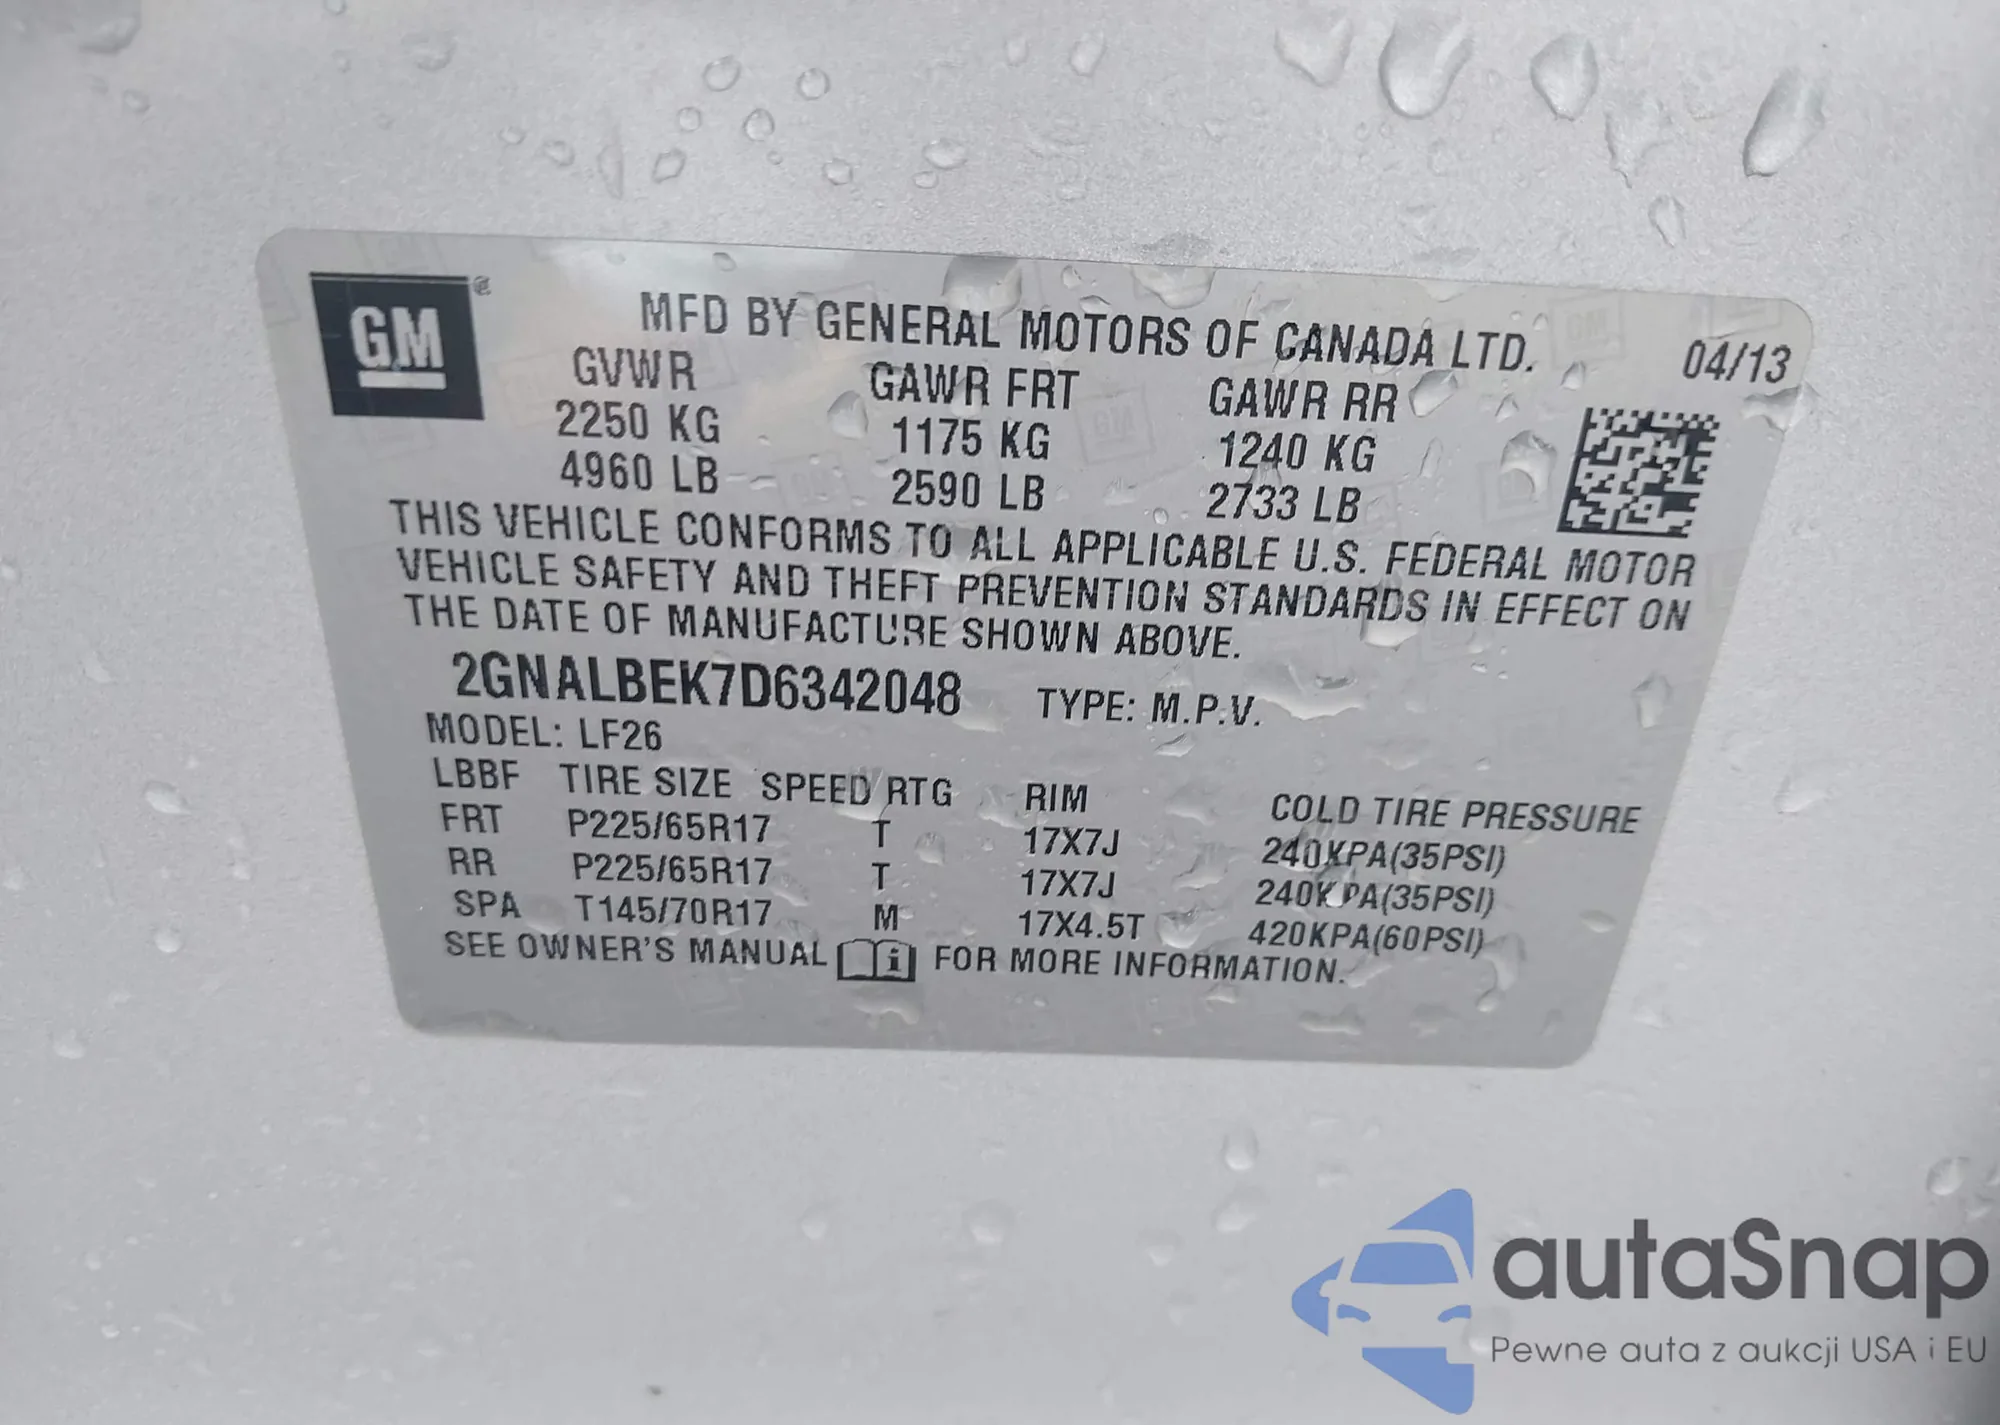 GM
MFD BY GENERAL MOTORS OF CANADA LTD. 04/13
GVWR GAWR FRT GAWR RR
2250 KG 1175 KG 1240 KG
4960 LB 2590 LB 2733 LB
THIS VEHICLE CONFORMS TO ALL APPLICABLE U.S. FEDERAL MOTOR
VEHICLE SAFETY AND THEFT PREVENTION STANDARDS IN EFFECT ON
THE DATE OF MANUFACTURE SHOWN ABOVE.
2GNALBEK7D6342048 TYPE: M.P.V.
MODEL: LF26
LBBF TIRE SIZE SPEED RTG RIM COLD TIRE PRESSURE
FRT P225/65R17 T 17X7J 240KPA(35PSI)
RR P225/65R17 T 17X7J 240KPA(35PSI)
SPA T145/70R17 M 17X4.5T 420KPA(60PSI)
SEE OWNER'S MANUAL i FOR MORE INFORMATION.
autaSnap
Pewne auta z aukcji USA i EU